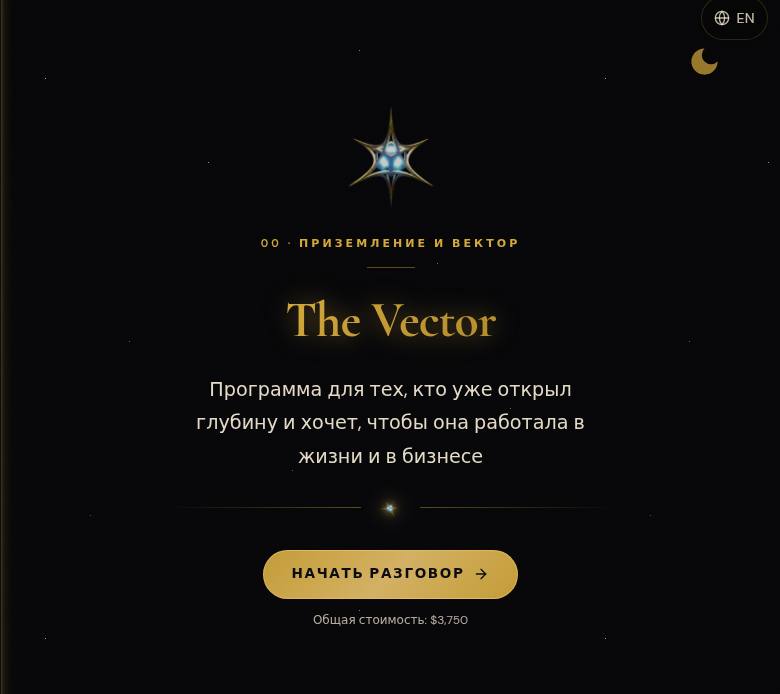 EN
00 · ПРИЗЕМЛЕНИЕ И ВЕКТОР
The Vector
Программа для тех, кто уже открыл
глубину и хочет, чтобы она работала в
жизни и в бизнесе
НАЧАТЬ РАЗГОВОР →
Общая стоимость: $3,750